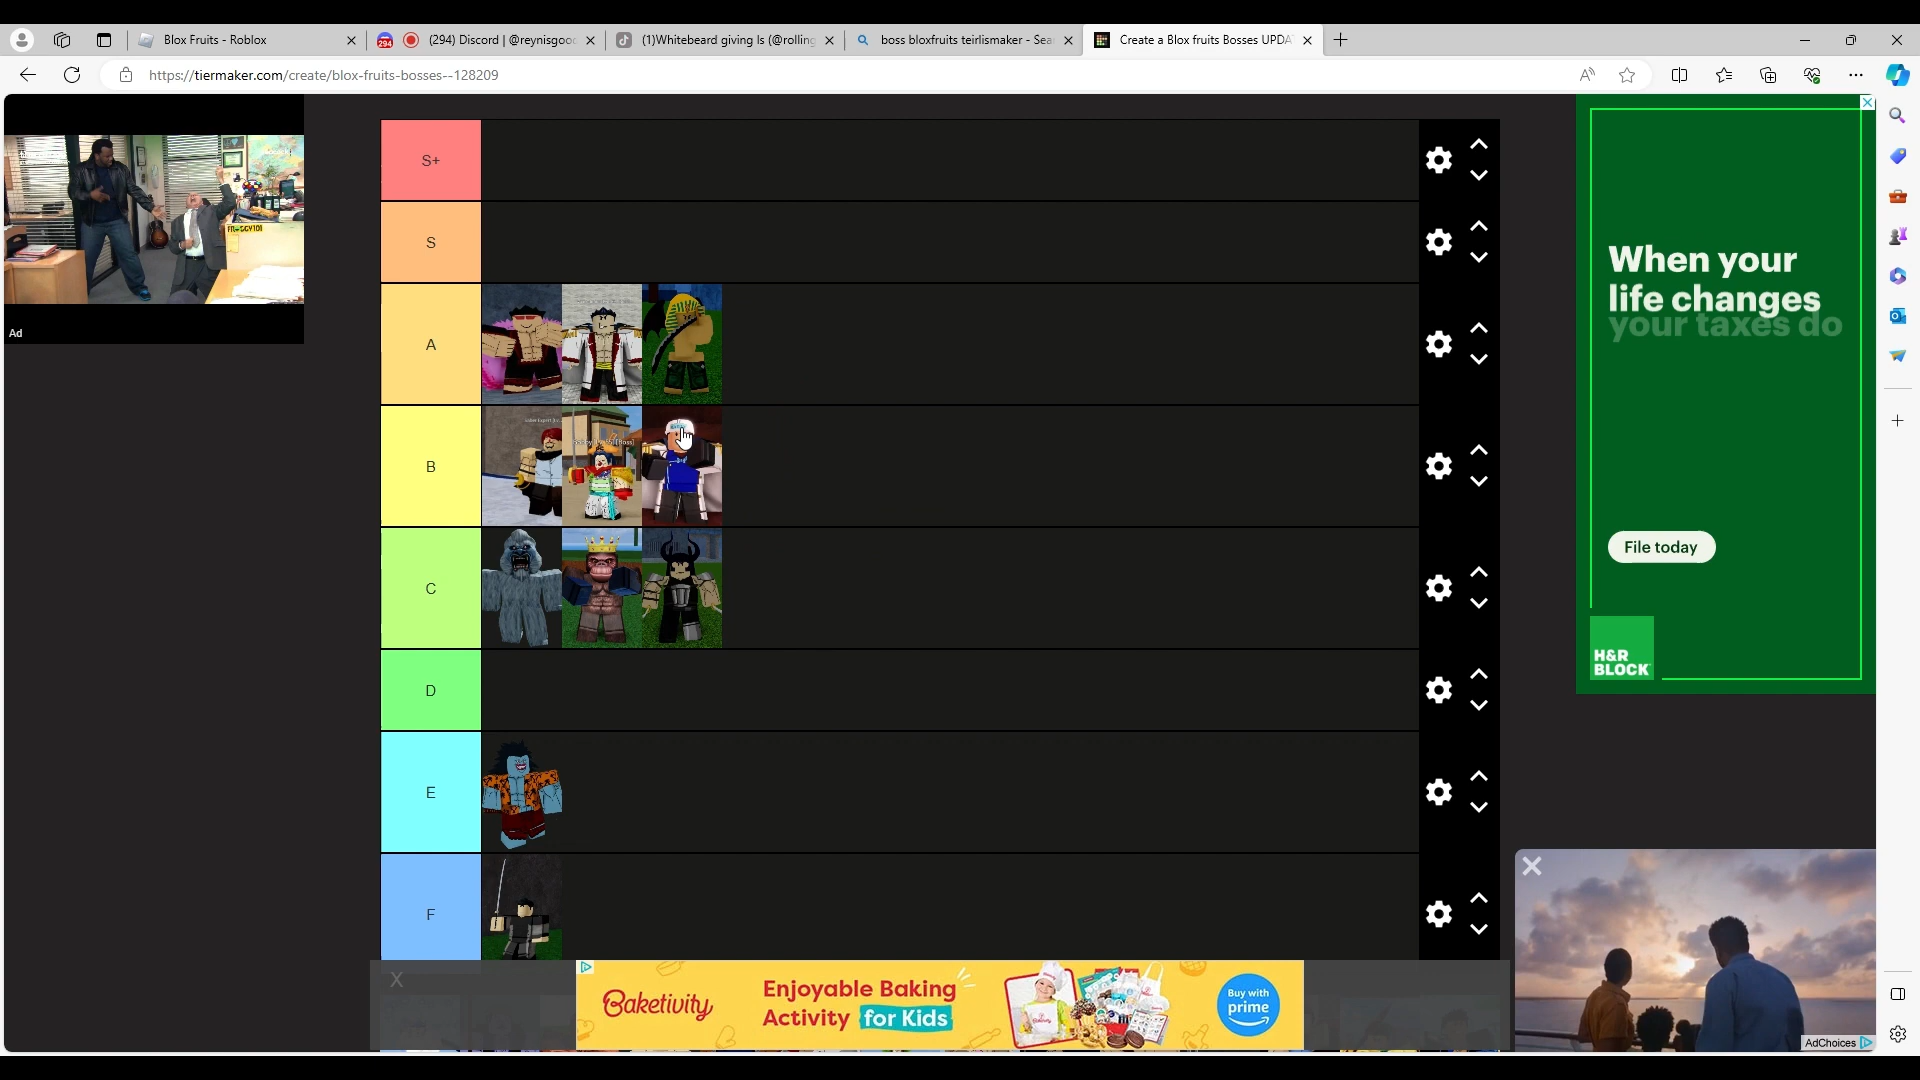 Blox Fruits - Roblox
294
(294) Discord | @reynisgood
(1)Whitebeard giving ls (@rolling
boss bloxfruits teirlismaker - Sea
Create a Blox fruits Bosses UPDA
https://tiermaker.com/create/blox-fruits-bosses--128209
Ad
S+
S
A
B
C
D
E
F
When your
life changes
your taxes do
File today
H&R
BLOCK
X
Baketivity
Enjoyable Baking
Activity for Kids
Buy with
prime
AdChoices